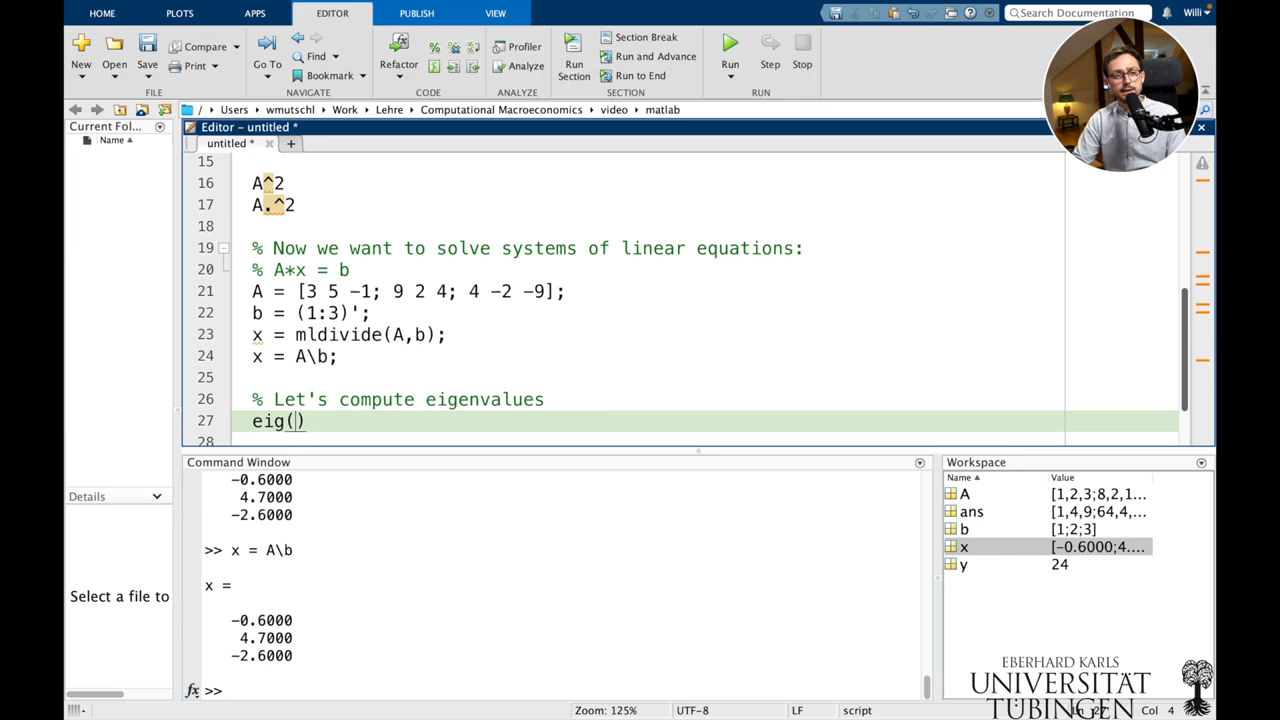 HOME PLOTS APPS EDITOR PUBLISH VIEW Search Documentation Willi
New Open Save Compare Print Go To Find Bookmark Refactor Profiler Analyze Run Section Section Break Run and Advance Run to End Run Step Stop
FILE NAVIGATE CODE ANALYZE SECTION RUN
/ Users wmutschl Work Lehre Computational Macroeconomics video matlab
Current Fol...
Name
Details
Select a file to
Editor - untitled *
untitled *
15
16 A^2
17 A.^2
18
19 % Now we want to solve systems of linear equations:
20 % A*x = b
21 A = [3 5 -1; 9 2 4; 4 -2 -9];
22 b = (1:3)';
23 x = mldivide(A,b);
24 x = A\b;
25
26 % Let's compute eigenvalues
27 eig()
28
Command Window
-0.6000
4.7000
-2.6000
>> x = A\b
x =
-0.6000
4.7000
-2.6000
fx >>
Workspace
Name Value
A [1,2,3;8,2,1...
ans [1,4,9;64,4,...
b [1;2;3]
x [-0.6000;4....
y 24
EBERHARD KARLS
UNIVERSITÄT
TÜBINGEN
Zoom: 125% UTF-8 LF script Col 4